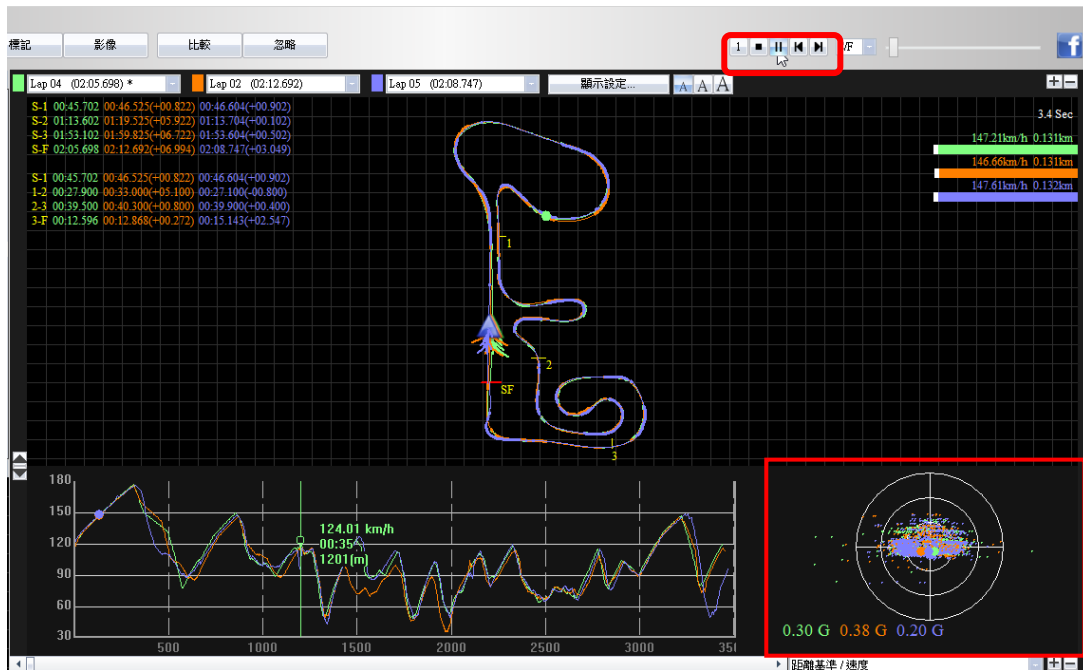 標記 影像 比較 忽略 1 /F f
Lap 04 (02:05.698) * Lap 02 (02:12.692) Lap 05 (02:08.747) 顯示設定... A A A
S-1 00:45.702 00:46.525(+00.822) 00:46.604(+00.902)
S-2 01:13.602 01:19.525(+05.922) 01:13.704(+00.102)
S-3 01:53.102 01:59.825(+06.722) 01:53.604(+00.502)
S-F 02:05.698 02:12.692(+06.994) 02:08.747(+03.049)
S-1 00:45.702 00:46.525(+00.822) 00:46.604(+00.902)
1-2 00:27.900 00:33.000(+05.100) 00:27.100(-00.800)
2-3 00:39.500 00:40.300(+00.800) 00:39.900(+00.400)
3-F 00:12.596 00:12.868(+00.272) 00:15.143(+02.547)
3.4 Sec
147.21km/h 0.131km
146.66km/h 0.131km
147.61km/h 0.132km
1
2
SF
3
180
150
120
90
60
30
124.01 km/h
00:35
1201(m)
500 1000 1500 2000 2500 3000
0.30 G 0.38 G 0.20 G
距離基準 / 速度